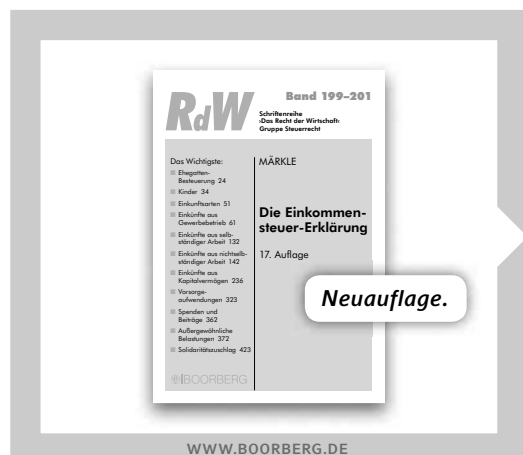 RdW
Band 199–201
Schriftenreihe
›Das Recht der Wirtschaft‹
Gruppe Steuerrecht
Das Wichtigste:
Ehegatten-
Besteuerung 24
Kinder 34
Einkunftsarten 51
Einkünfte aus
Gewerbebetrieb 61
Einkünfte aus selb-
ständiger Arbeit 132
Einkünfte aus nichtselb-
ständiger Arbeit 142
Einkünfte aus
Kapitalvermögen 236
Vorsorge-
aufwendungen 323
Spenden und
Beiträge 362
Außergewöhnliche
Belastungen 372
Solidaritätszuschlag 423
BOORBERG
MÄRKLE
Die Einkommen-
steuer-Erklärung
17. Auflage
Neuauflage.
WWW.BOORBERG.DE